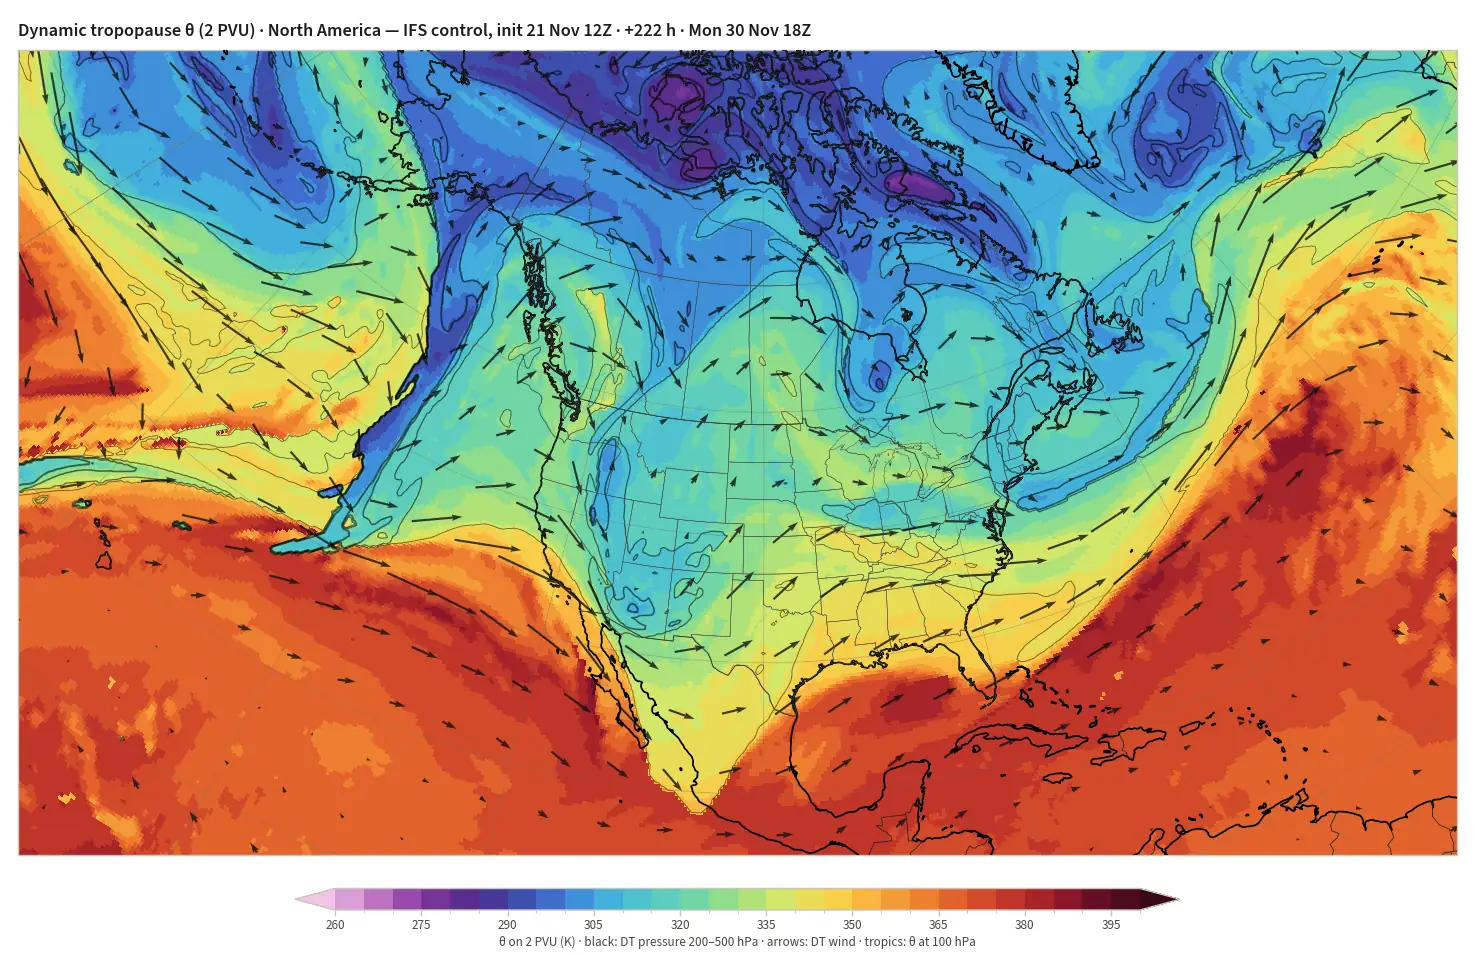 Dynamic tropopause θ (2 PVU) · North America — IFS control, init 21 Nov 12Z · +222 h · Mon 30 Nov 18Z
260 275 290 305 320 335 350 365 380 395
θ on 2 PVU (K) · black: DT pressure 200–500 hPa · arrows: DT wind · tropics: θ at 100 hPa